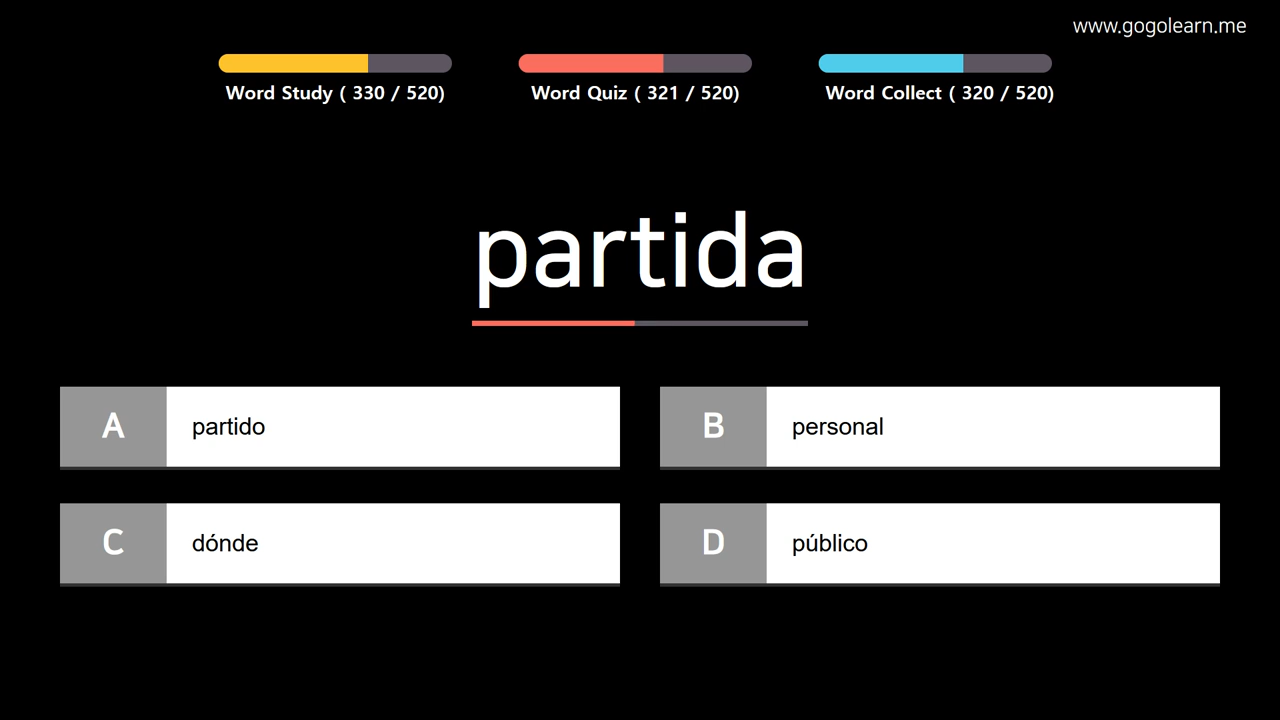 www.gogolearn.me
Word Study ( 330 / 520)
Word Quiz ( 321 / 520)
Word Collect ( 320 / 520)
partida
A partido
B personal
C dónde
D público